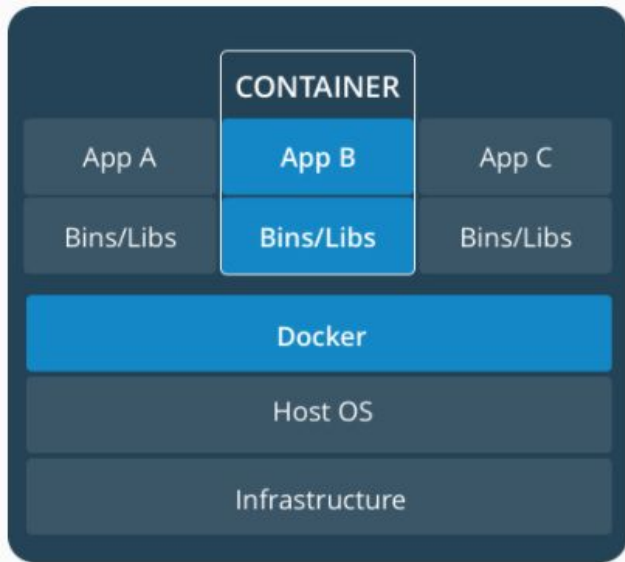 CONTAINER
App A App B App C
Bins/Libs Bins/Libs Bins/Libs
Docker
Host OS
Infrastructure